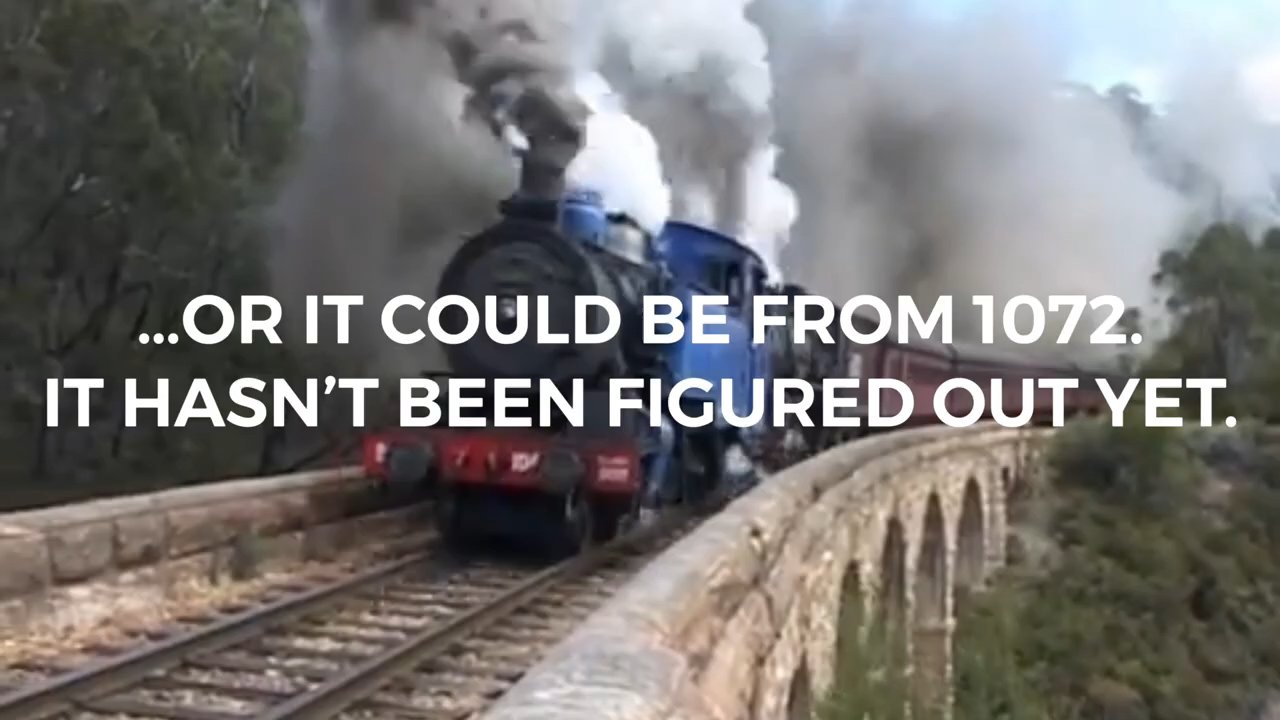 ...OR IT COULD BE FROM 1072.
IT HASN’T BEEN FIGURED OUT YET.